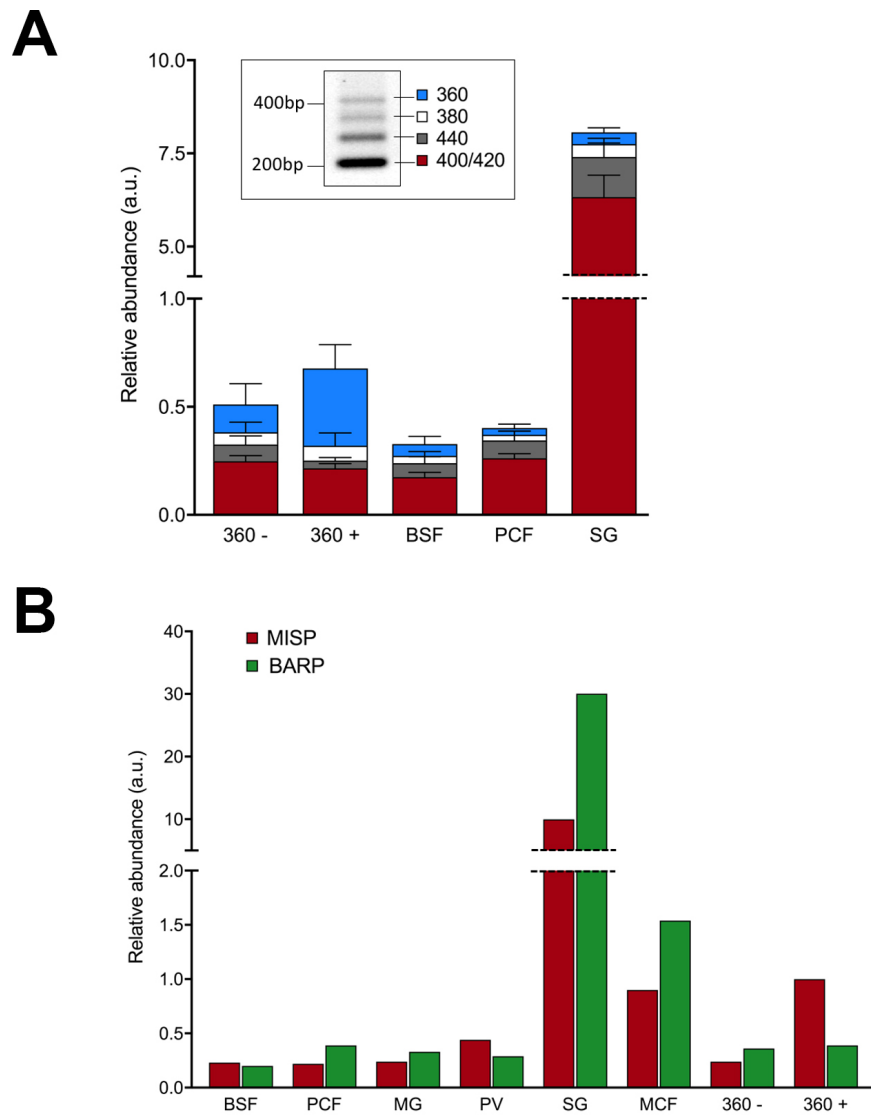 A
Relative abundance (a.u.)
10.0
7.5
5.0
1.0
0.5
0.0
400bp
200bp
360
380
440
400/420
360 - 360 + BSF PCF SG
B
Relative abundance (a.u.)
40
30
20
10
2.0
1.5
1.0
0.5
0.0
MISP
BARP
BSF PCF MG PV SG MCF 360 - 360 +